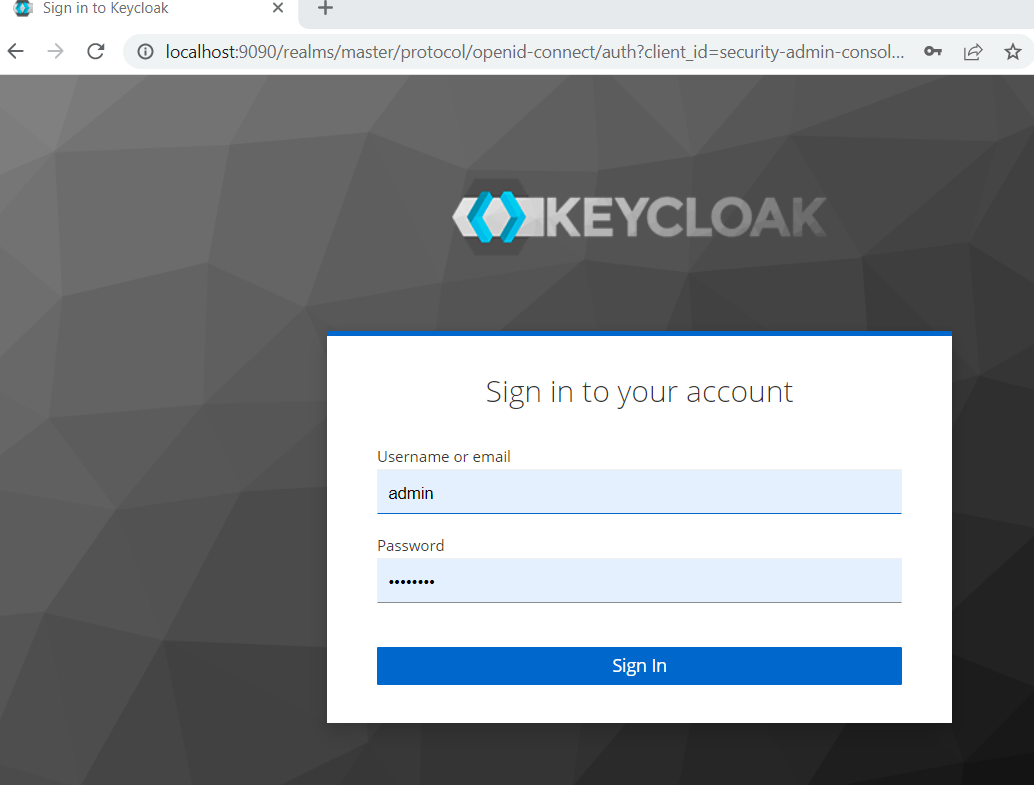 Sign in to Keycloak
localhost:9090/realms/master/protocol/openid-connect/auth?client_id=security-admin-consol...
KEYCLOAK
Sign in to your account
Username or email
admin
Password
••••••••
Sign In